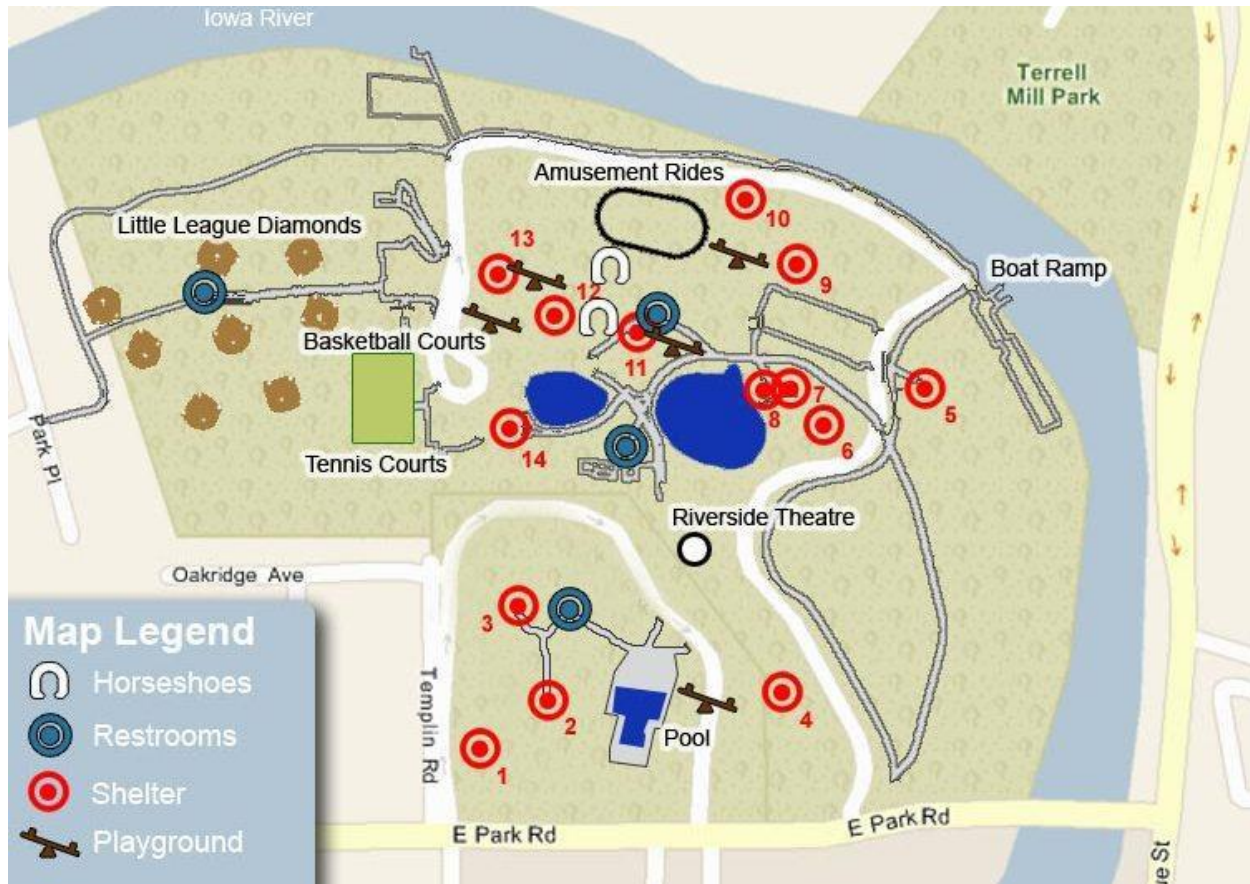 Iowa River
Terrell
Mill Park
Amusement Rides
10
Little League Diamonds
13
9
Boat Ramp
12
Basketball Courts
11
7
8
5
6
14
Tennis Courts
Park Pl
Riverside Theatre
Oakridge Ave
3
Templin Rd
2
4
Pool
1
E Park Rd
E Park Rd
Map Legend
Horseshoes
Restrooms
Shelter
Playground